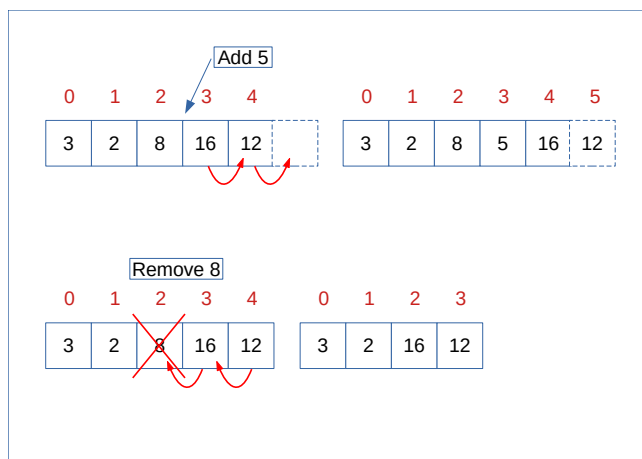 Add 5
0 1 2 3 4
3 2 8 16 12
0 1 2 3 4 5
3 2 8 5 16 12
Remove 8
0 1 2 3 4
3 2 8 16 12
0 1 2 3
3 2 16 12